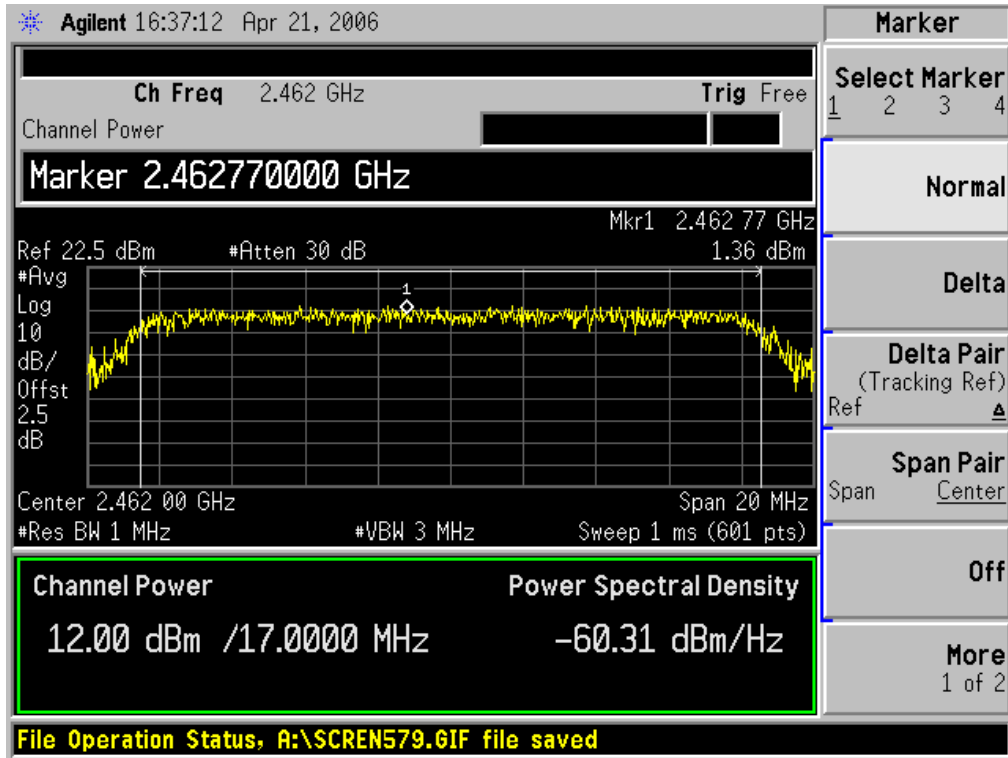 Agilent 16:37:12 Apr 21, 2006
Marker
Ch Freq 2.462 GHz Trig Free
Channel Power
Marker 2.462770000 GHz
Mkr1 2.462 77 GHz
Ref 22.5 dBm #Atten 30 dB 1.36 dBm
#Avg
Log
10
dB/
Offst
2.5
dB
1
Center 2.462 00 GHz Span 20 MHz
#Res BW 1 MHz #VBW 3 MHz Sweep 1 ms (601 pts)
Channel Power Power Spectral Density
12.00 dBm /17.0000 MHz -60.31 dBm/Hz
File Operation Status, A:\SCREN579.GIF file saved
Select Marker
1 2 3 4
Normal
Delta
Delta Pair
(Tracking Ref)
Ref Δ
Span Pair
Span Center
Off
More
1 of 2